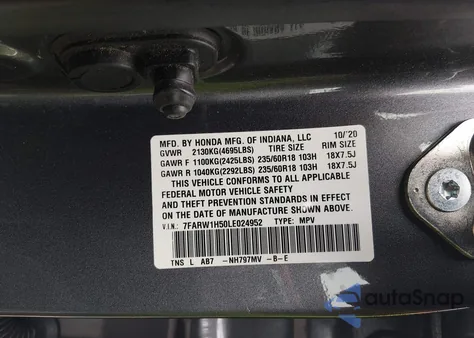 MFD. BY HONDA MFG. OF INDIANA, LLC 10/'20
GVWR 2130KG(4695LBS) TIRE SIZE RIM SIZE
GAWR F 1100KG(2425LBS) 235/60R18 103H 18X7.5J
GAWR R 1040KG(2292LBS) 235/60R18 103H 18X7.5J
THIS VEHICLE CONFORMS TO ALL APPLICABLE
FEDERAL MOTOR VEHICLE SAFETY
AND THEFT PREVENTION STANDARDS IN EFFECT
ON THE DATE OF MANUFACTURE SHOWN ABOVE.
V.I.N.: 7FARW1H50LE024952 TYPE: MPV
TNS L AB7 -NH797MV -B-E
autoSnap